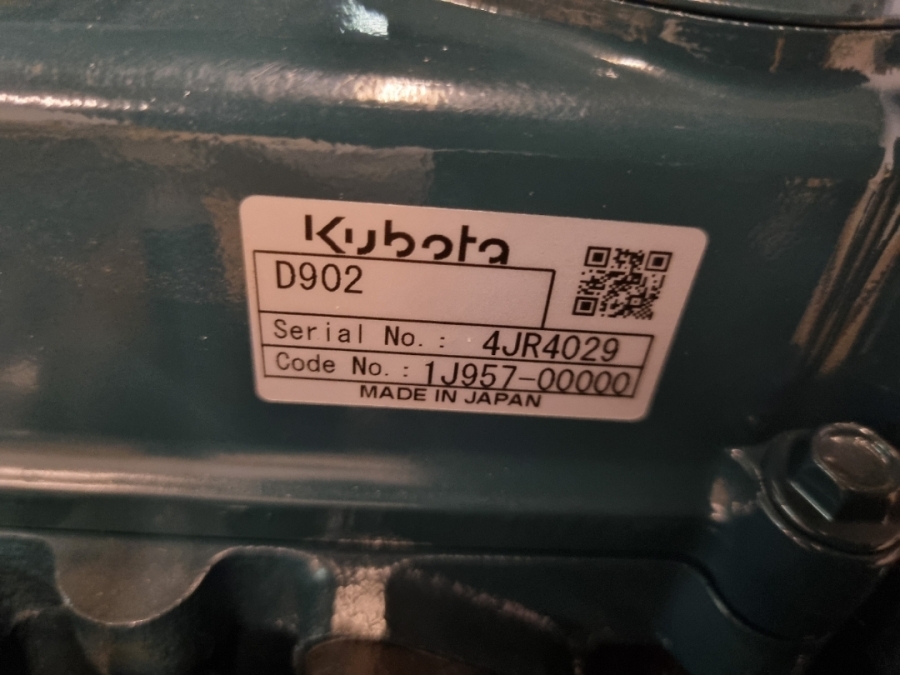 Kubota
D902
Serial No. : 4JR4029
Code No. : 1J957-00000
MADE IN JAPAN